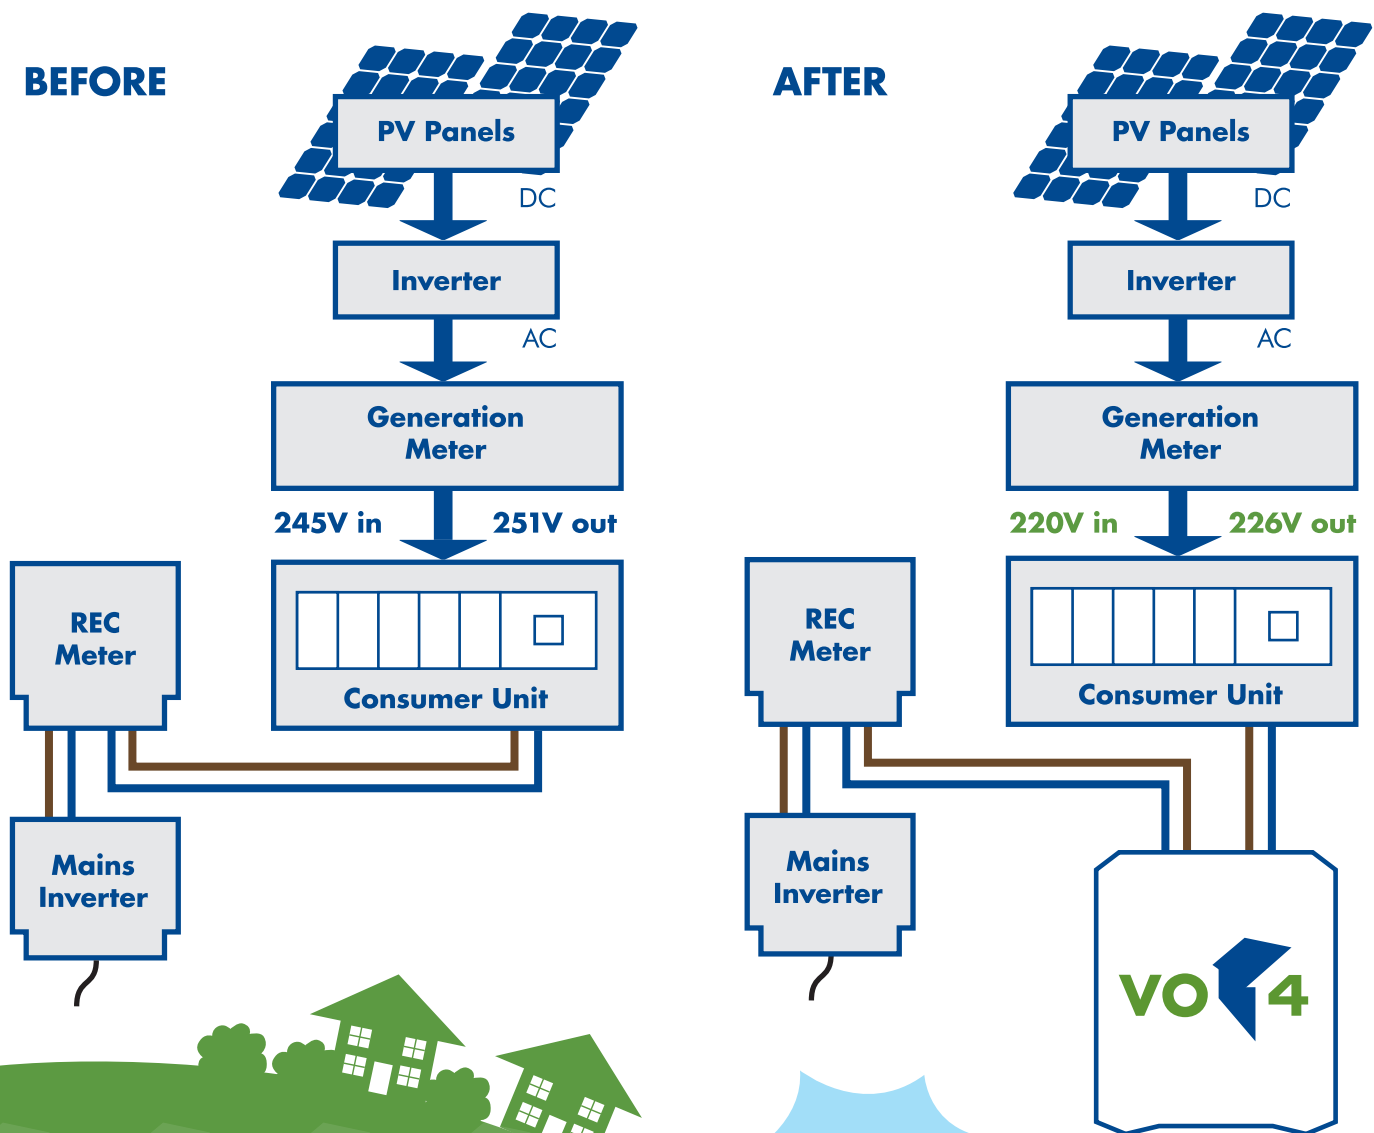 BEFORE
PV Panels
DC
Inverter
AC
Generation
Meter
245V in
251V out
REC
Meter
Consumer Unit
Mains
Inverter
AFTER
PV Panels
DC
Inverter
AC
Generation
Meter
220V in
226V out
REC
Meter
Consumer Unit
Mains
Inverter
VO 4